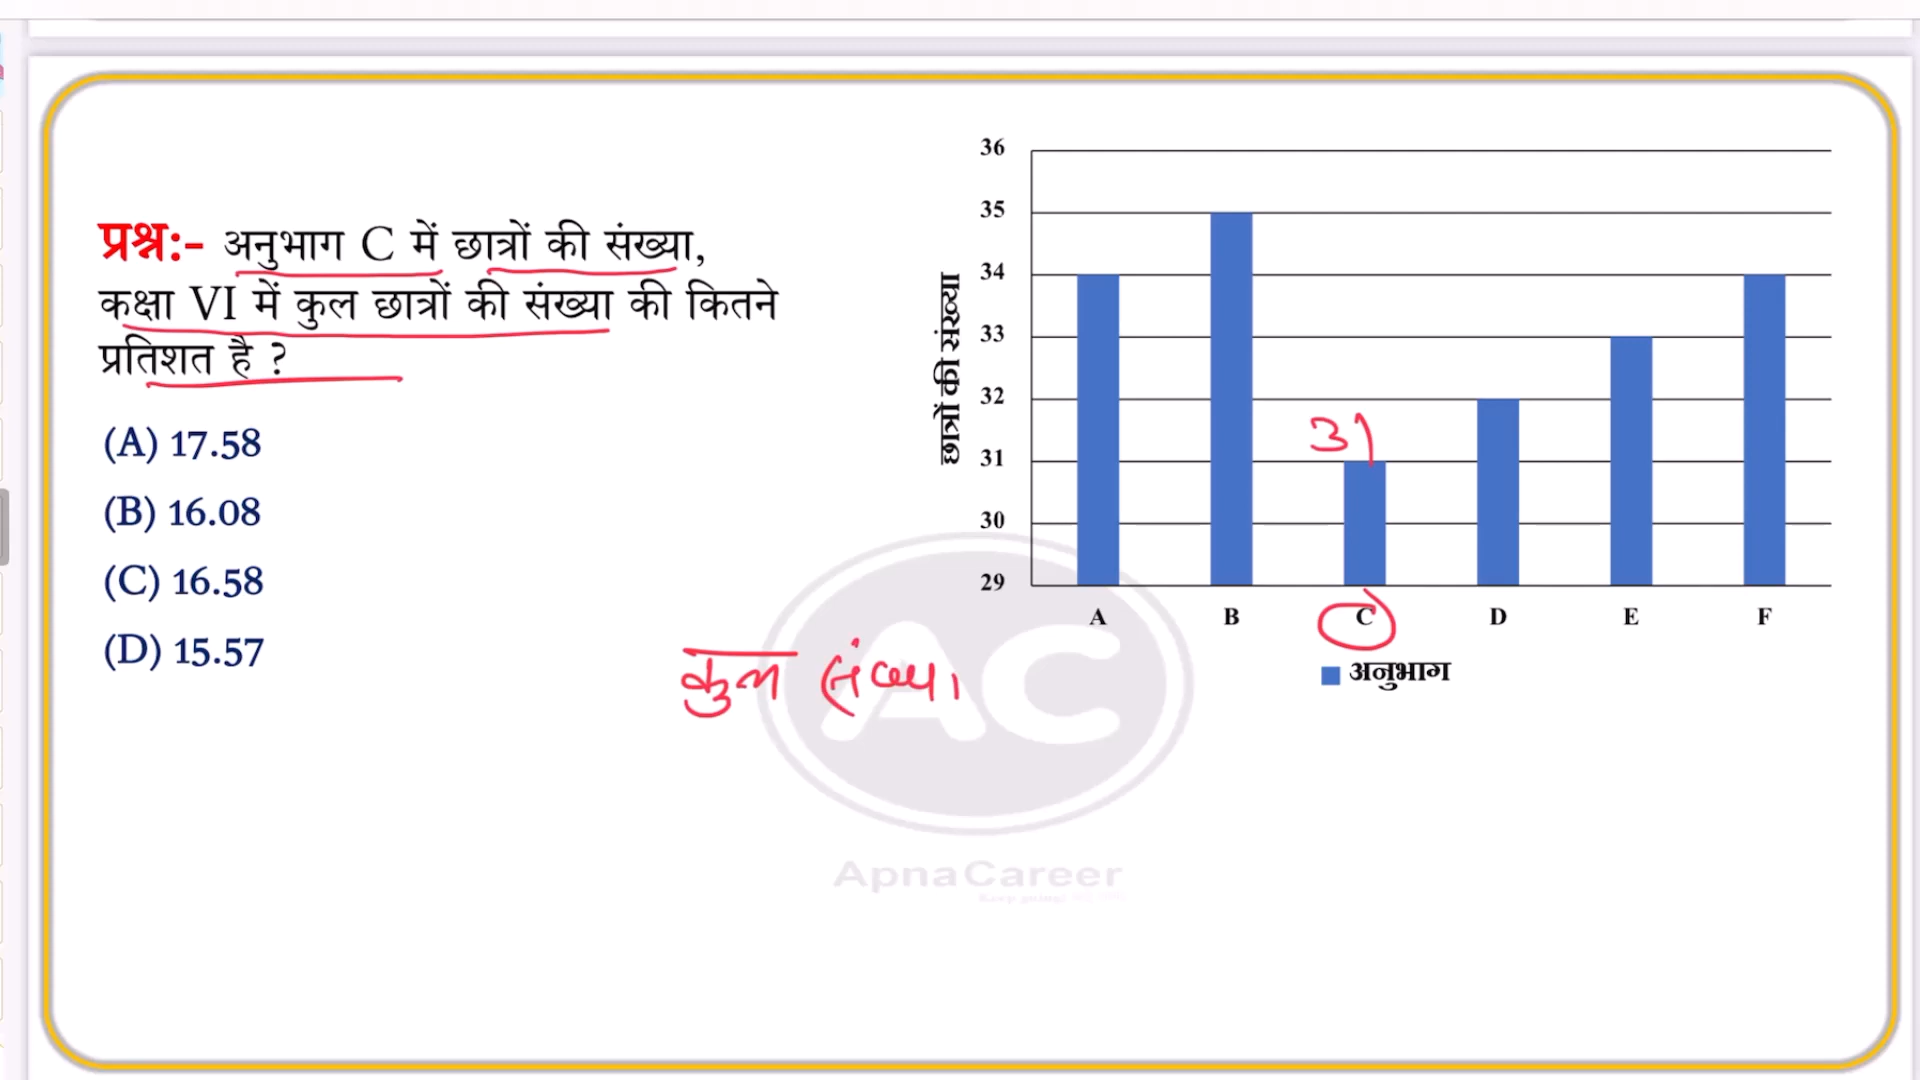 प्रश्न:- अनुभाग C में छात्रों की संख्या,
कक्षा VI में कुल छात्रों की संख्या की कितने
प्रतिशत है ?
(A) 17.58
(B) 16.08
(C) 16.58
(D) 15.57
36
35
34
33
32
31
30
29
छात्रों की संख्या
31
A B C D E F
अनुभाग
कुल संख्या
AC
ApnaCareer